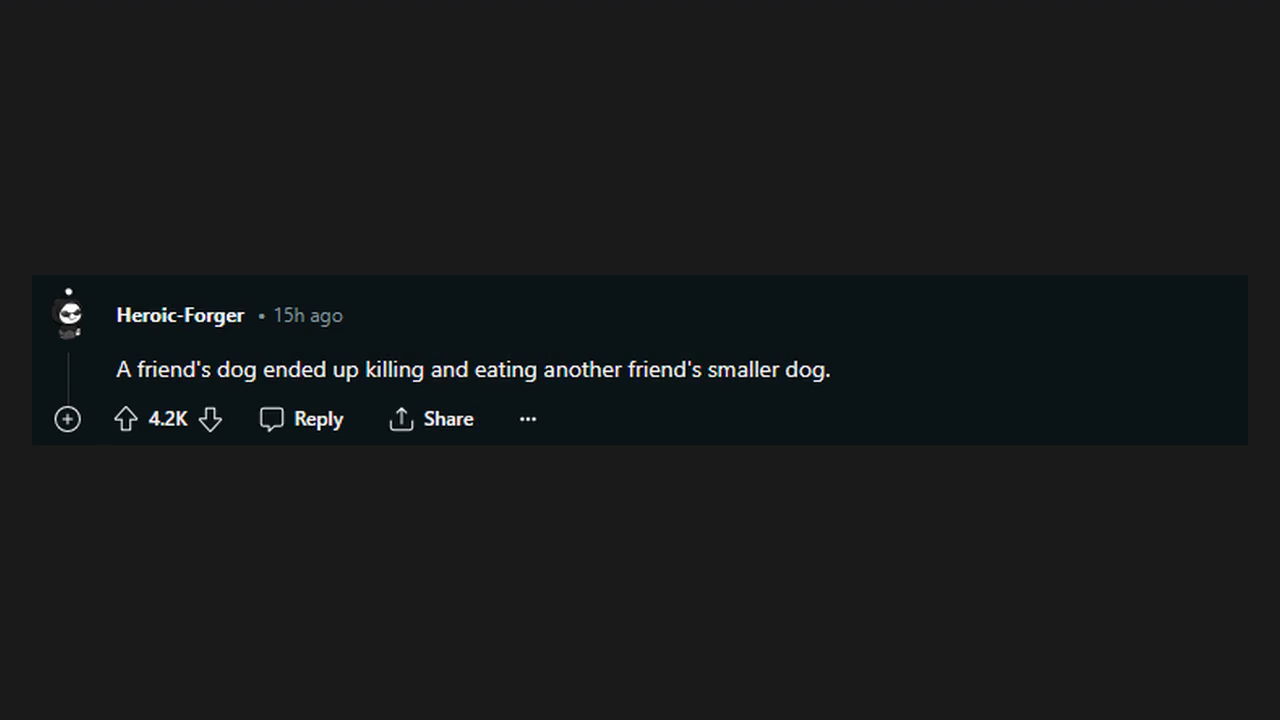 Heroic-Forger • 15h ago
A friend's dog ended up killing and eating another friend's smaller dog.
4.2K Reply Share ...